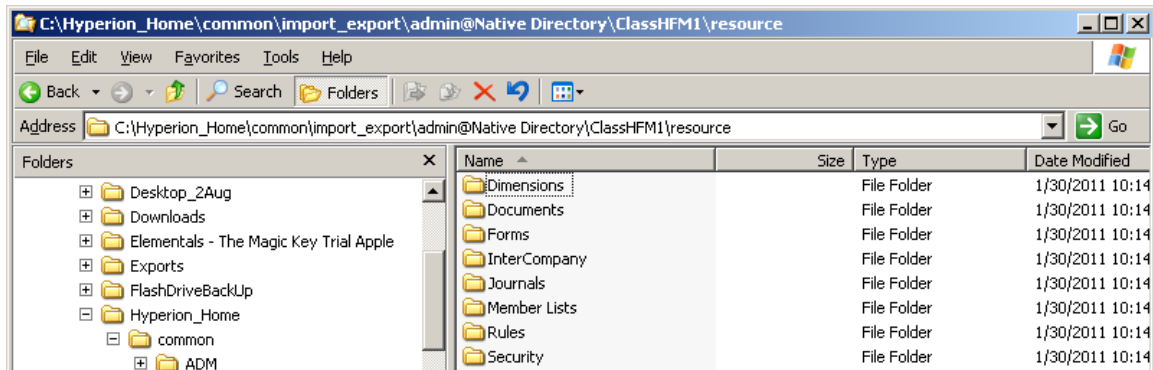 C:\Hyperion_Home\common\import_export\admin@Native Directory\ClassHFM1\resource
File Edit View Favorites Tools Help
Back Search Folders
Address C:\Hyperion_Home\common\import_export\admin@Native Directory\ClassHFM1\resource Go
Folders Name Size Type Date Modified
Desktop_2Aug Dimensions File Folder 1/30/2011 10:14
Downloads Documents File Folder 1/30/2011 10:14
Elementals - The Magic Key Trial Apple Forms File Folder 1/30/2011 10:14
Exports InterCompany File Folder 1/30/2011 10:14
FlashDriveBackUp Journals File Folder 1/30/2011 10:14
Hyperion_Home Member Lists File Folder 1/30/2011 10:14
common Rules File Folder 1/30/2011 10:14
ADM Security File Folder 1/30/2011 10:14